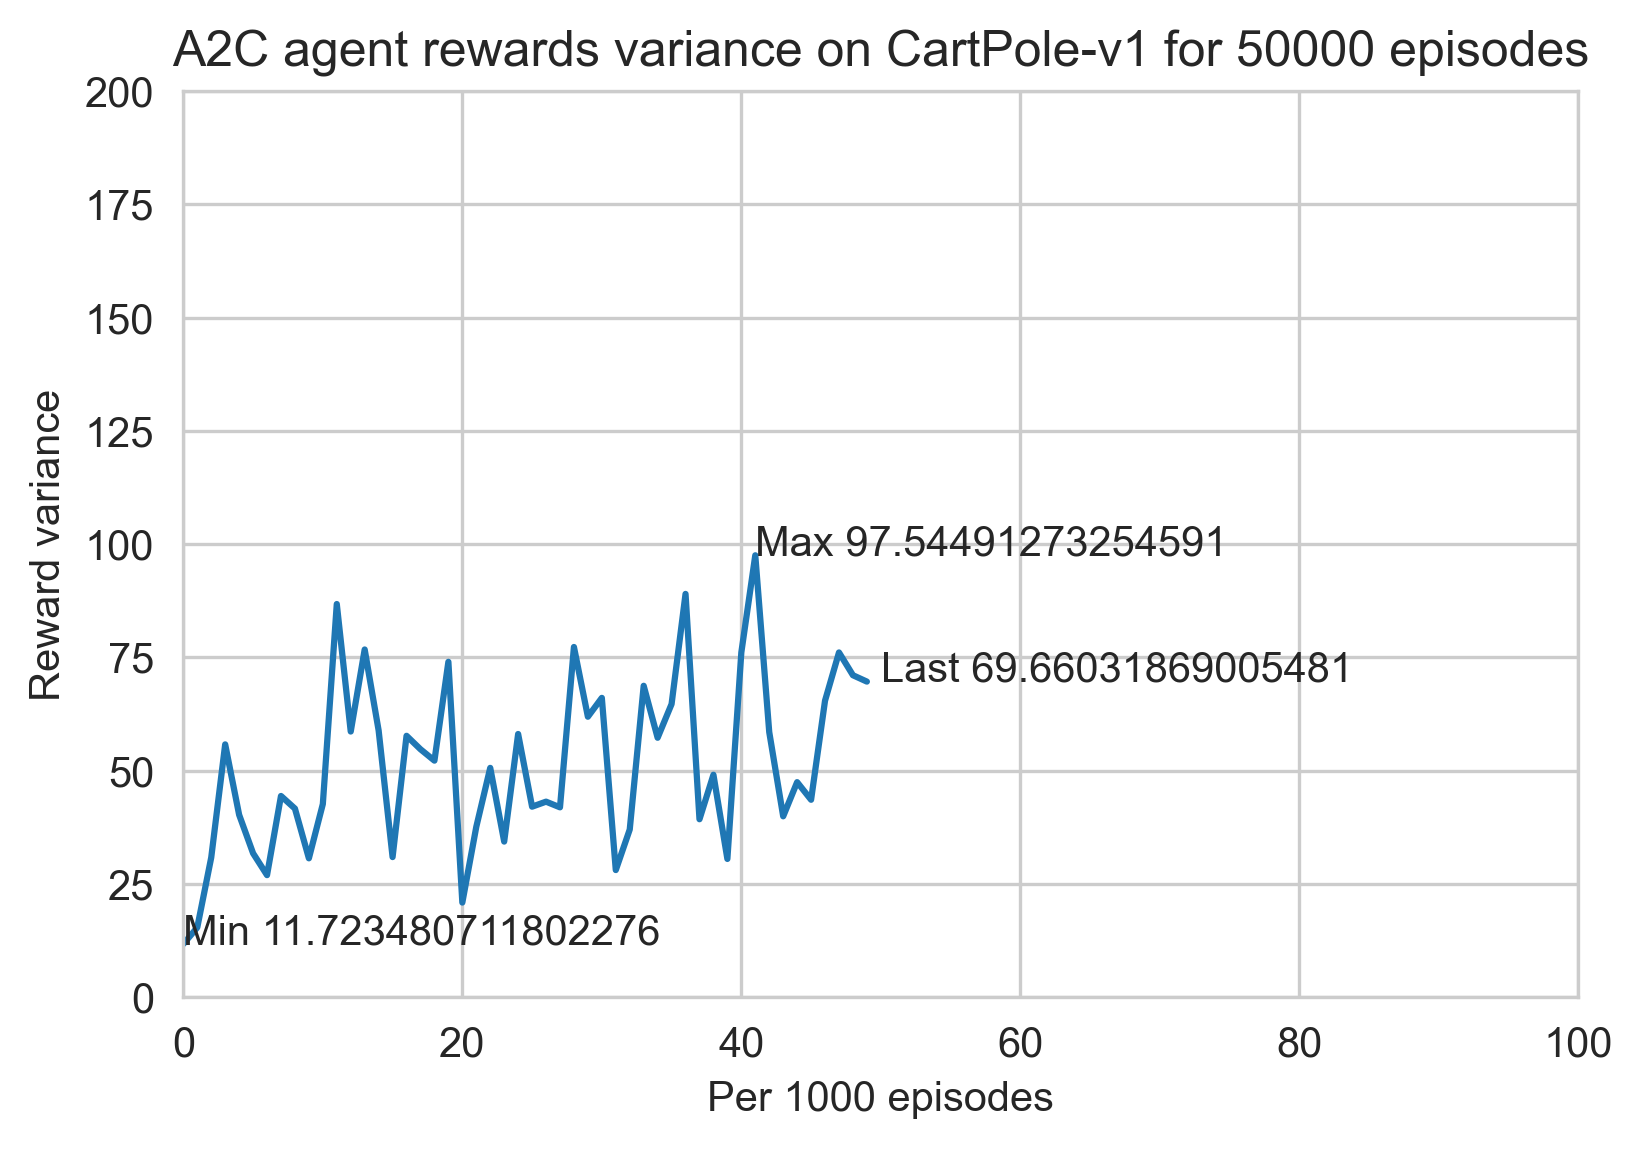 A2C agent rewards variance on CartPole-v1 for 50000 episodes
200
175
150
125
100
75
50
25
0
Reward variance
Max 97.54491273254591
Last 69.66031869005481
Min 11.723480711802276
0 20 40 60 80 100
Per 1000 episodes